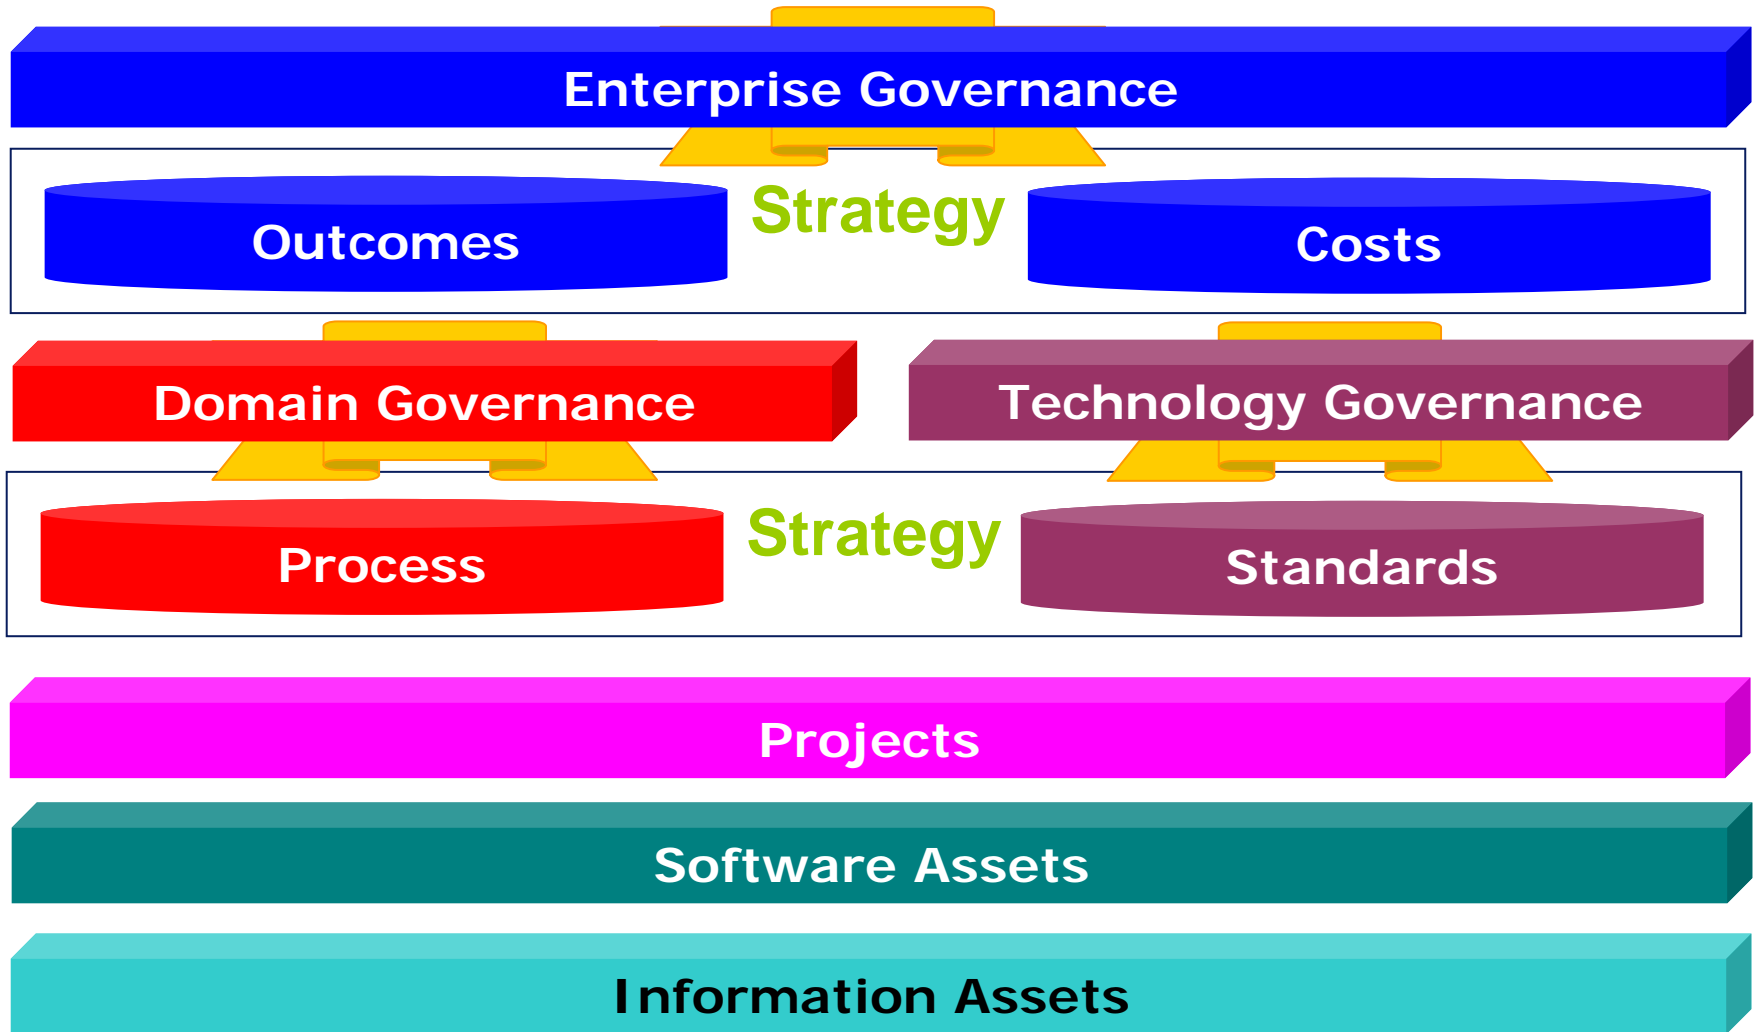 Enterprise Governance
Outcomes
Strategy
Costs
Domain Governance
Technology Governance
Process
Strategy
Standards
Projects
Software Assets
Information Assets